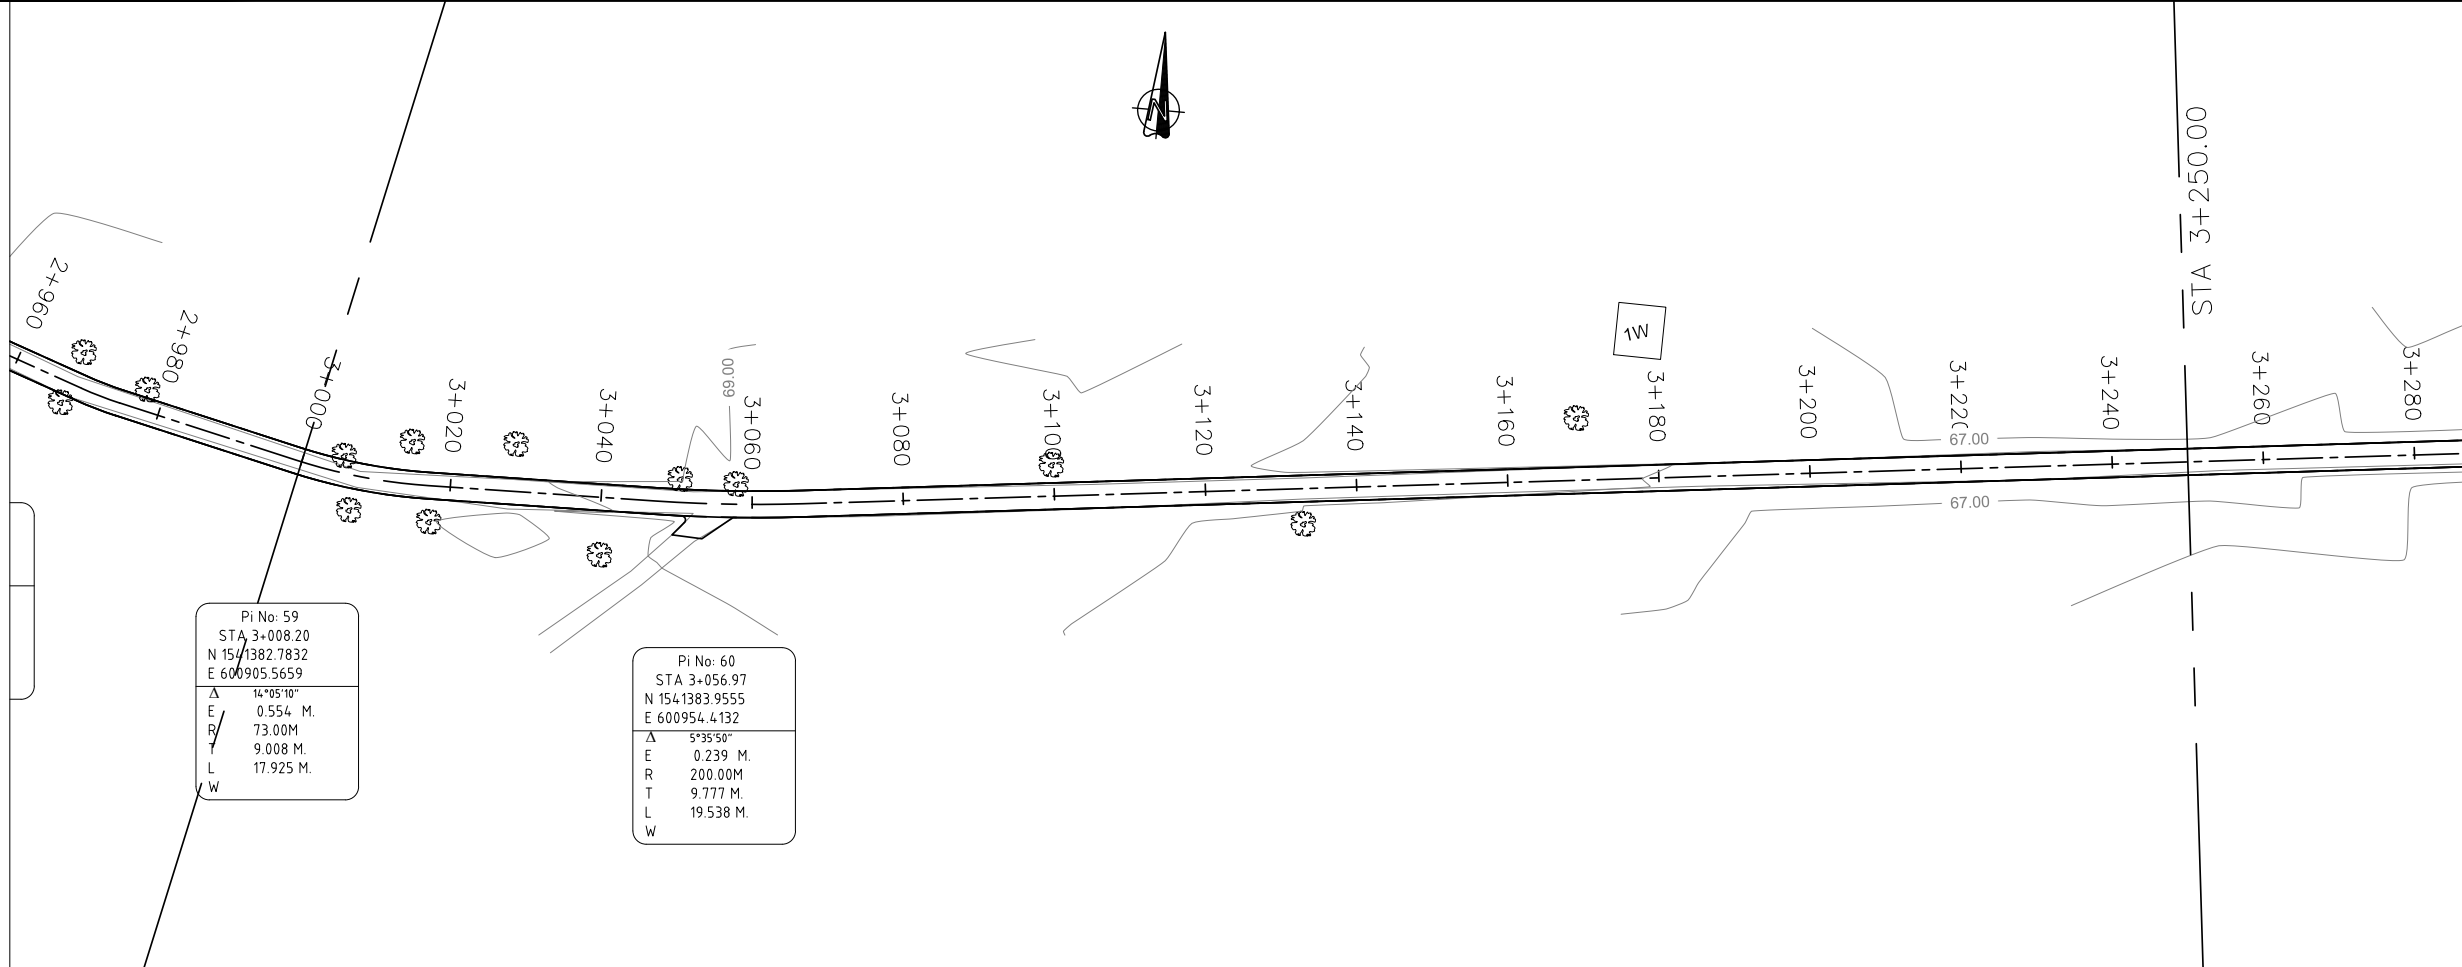 N
STA 3+250.00
2+960
2+980
3+000
3+020
3+040
69.00
3+060
3+080
3+100
3+120
3+140
3+160
1W
3+180
3+200
3+220
3+240
3+260
3+280
67.00
67.00
Pi No: 59
STA 3+008.20
N 1541382.7832
E 600905.5659
Δ 14°05'10"
E 0.554 M.
R 73.00M
T 9.008 M.
L 17.925 M.
W
Pi No: 60
STA 3+056.97
N 1541383.9555
E 600954.4132
Δ 5°35'50"
E 0.239 M.
R 200.00M
T 9.777 M.
L 19.538 M.
W